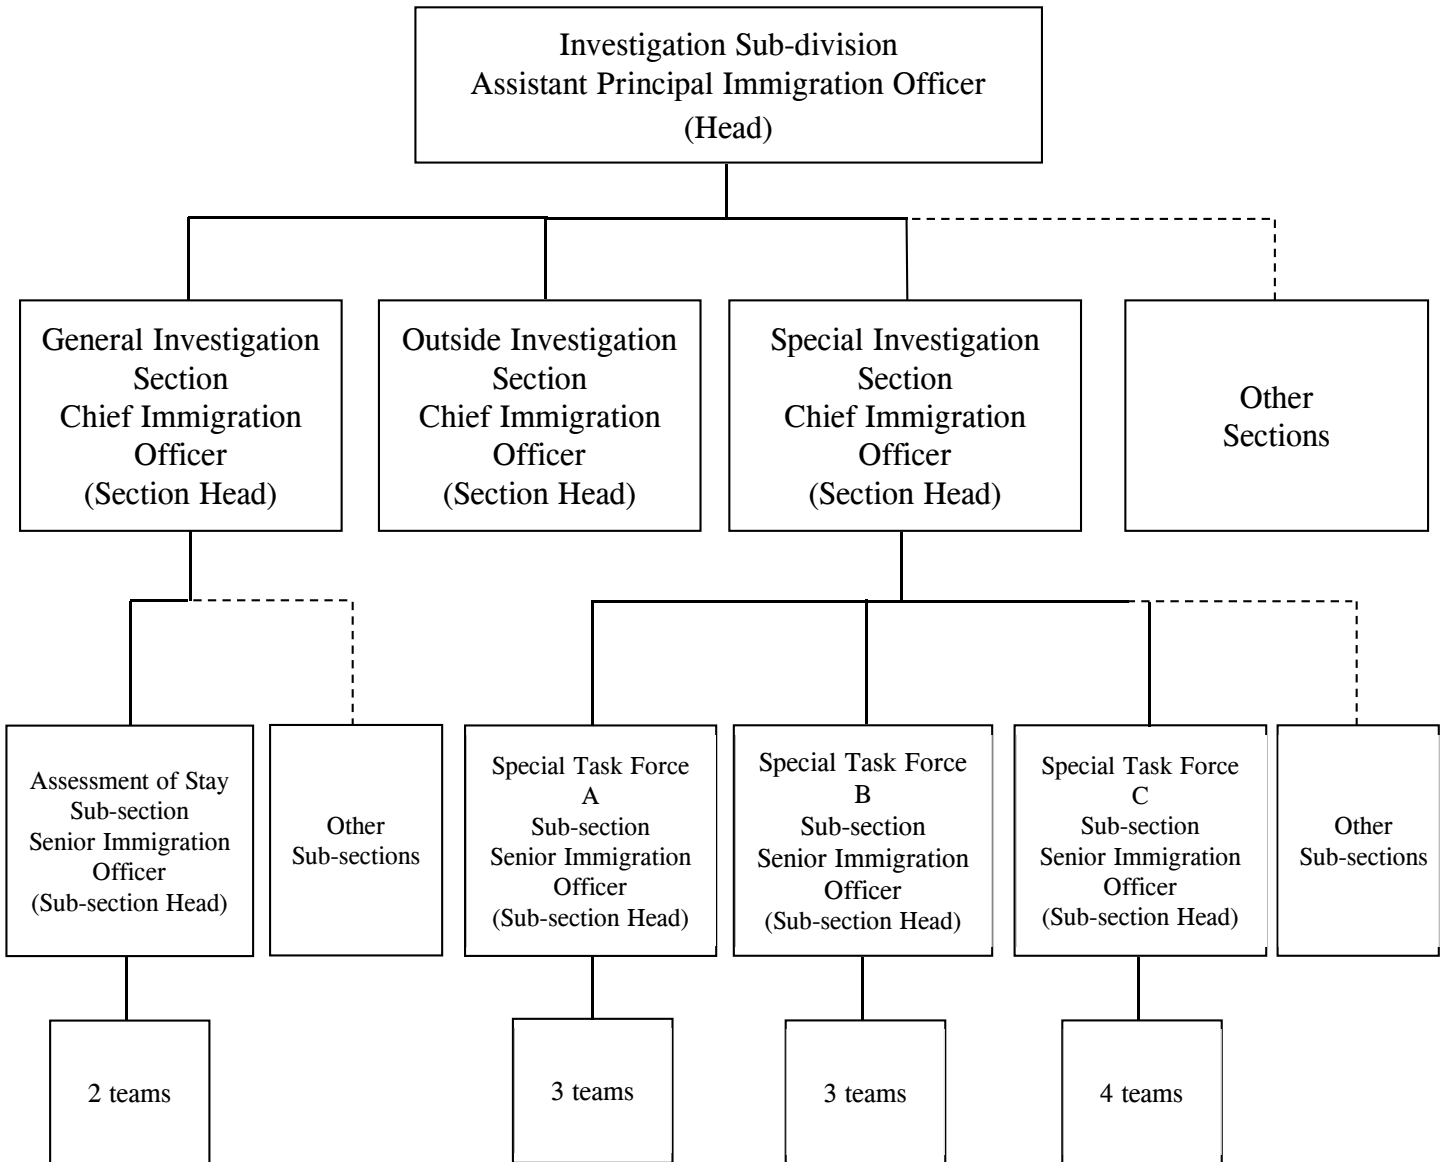 Investigation Sub-division
Assistant Principal Immigration Officer
(Head)
General Investigation
Section
Chief Immigration
Officer
(Section Head)
Outside Investigation
Section
Chief Immigration
Officer
(Section Head)
Special Investigation
Section
Chief Immigration
Officer
(Section Head)
Other
Sections
Assessment of Stay
Sub-section
Senior Immigration
Officer
(Sub-section Head)
Other
Sub-sections
Special Task Force
A
Sub-section
Senior Immigration
Officer
(Sub-section Head)
Special Task Force
B
Sub-section
Senior Immigration
Officer
(Sub-section Head)
Special Task Force
C
Sub-section
Senior Immigration
Officer
(Sub-section Head)
Other
Sub-sections
2 teams
3 teams
3 teams
4 teams